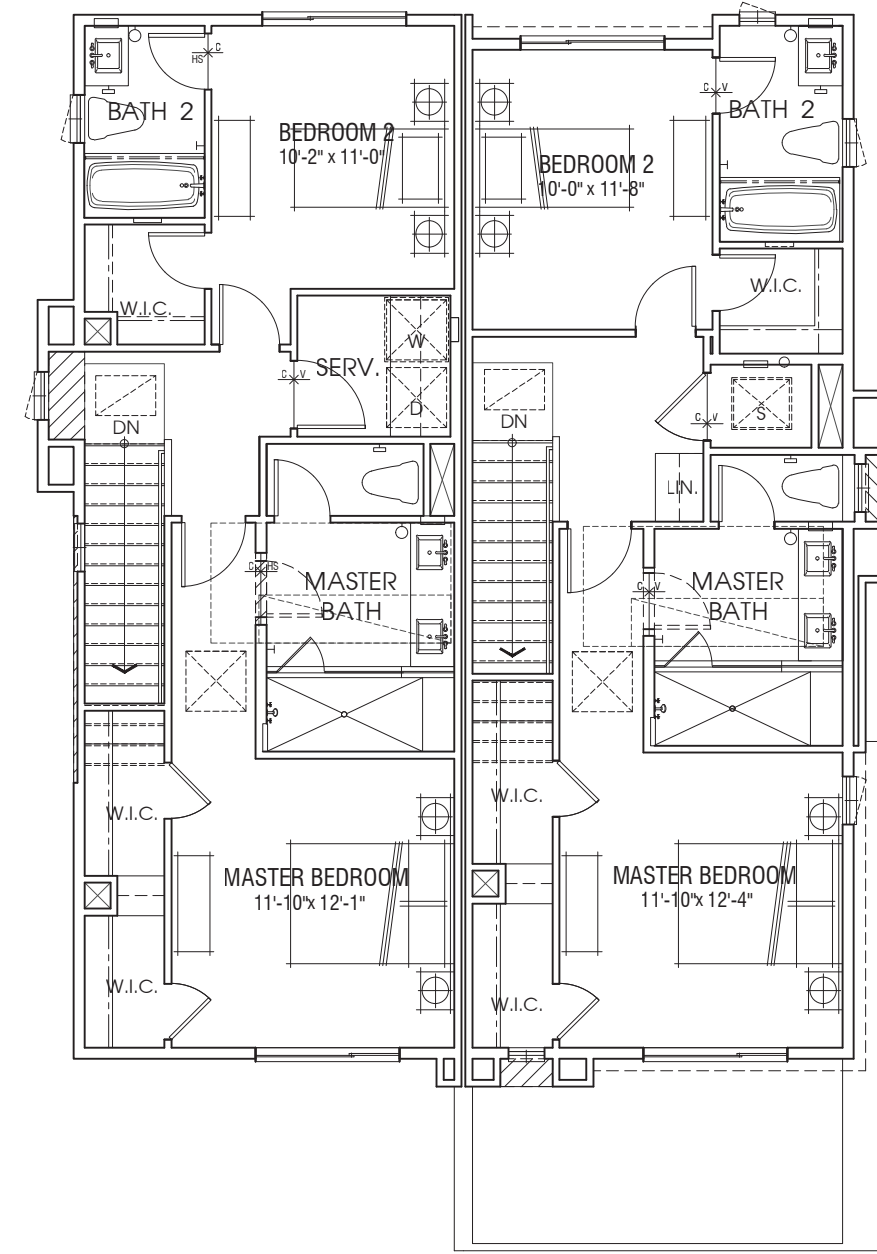 C
HS
BATH 2
BEDROOM 2
10'-2" x 11'-0"
W.I.C.
SERV.
W
D
C V
DN
C HS
MASTER
BATH
W.I.C.
MASTER BEDROOM
11'-10"x 12'-1"
W.I.C.
C V
BATH 2
BEDROOM 2
10'-0" x 11'-8"
W.I.C.
C V
S
DN
LIN.
C V
MASTER
BATH
W.I.C.
MASTER BEDROOM
11'-10"x 12'-4"
W.I.C.